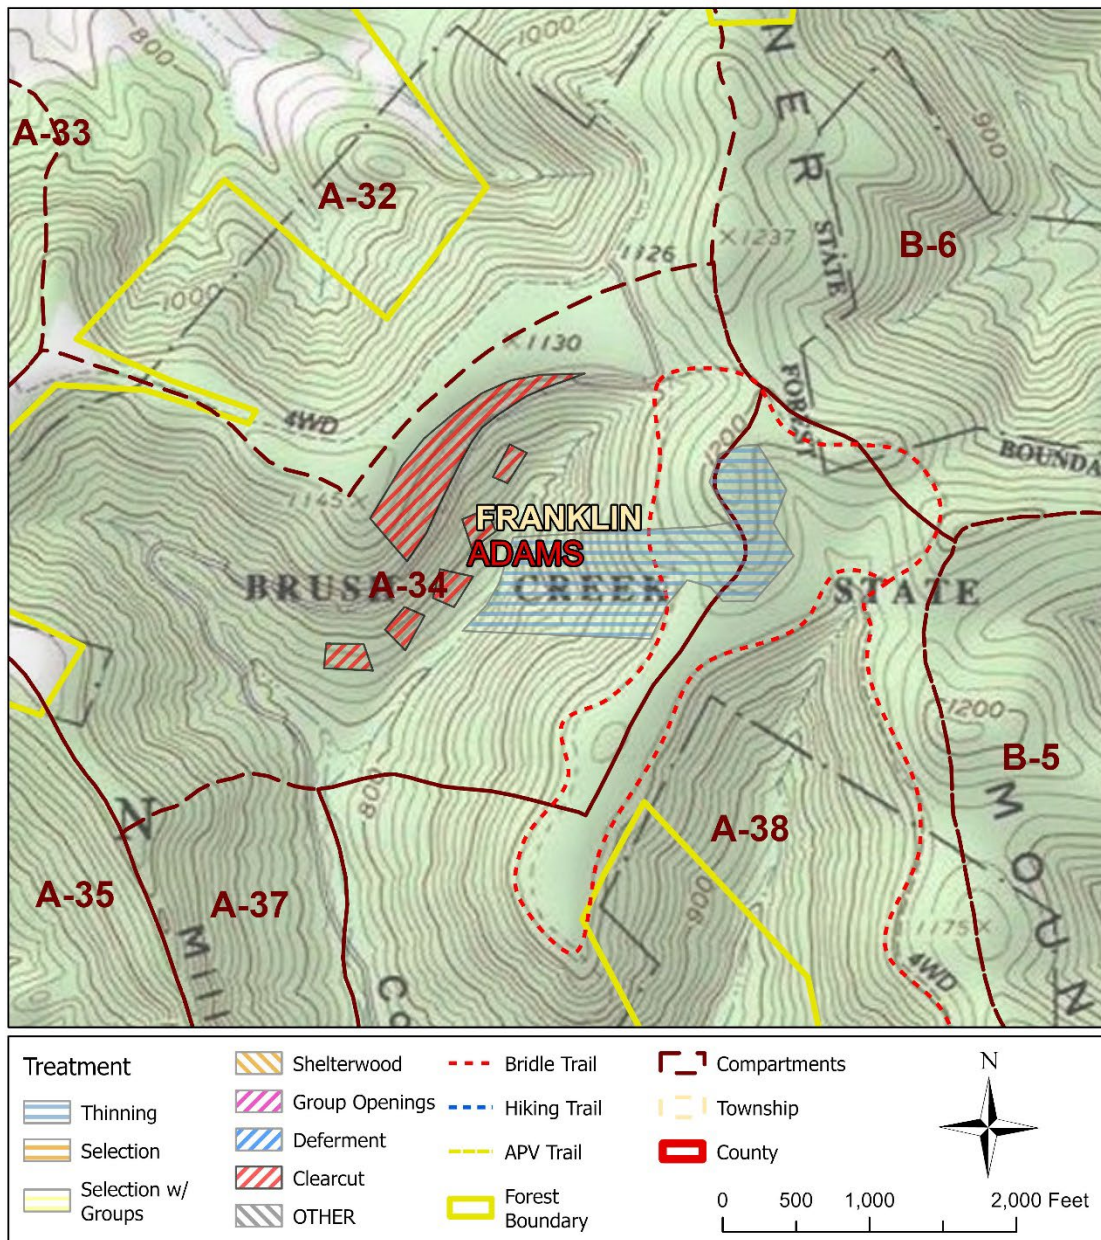 800
1000
N
E
R
900
A-33
A-32
STATE
×1237
B-6
1126
1000
×1130
4WD
FOREST
1200
BOUNDA
1145
FRANKLIN
ADAMS
A-34
BRUSH CREEK STATE
1200
B-5
N
800
A-38
M
O
U
N
A-35
A-37
900
1175×
Mill
Co
4WD
Treatment
Thinning
Selection
Selection w/
Groups
Shelterwood
Group Openings
Deferment
Clearcut
OTHER
Bridle Trail
Hiking Trail
APV Trail
Forest
Boundary
Compartments
Township
County
N
0 500 1,000 2,000 Feet